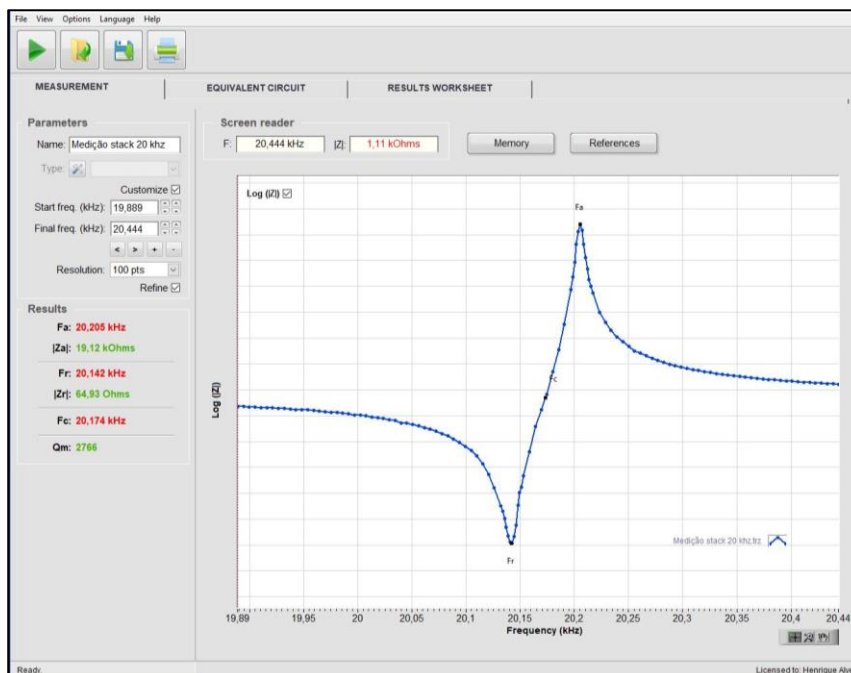 File View Options Language Help
MEASUREMENT EQUIVALENT CIRCUIT RESULTS WORKSHEET
Parameters
Name: Medição stack 20 khz
Type:
Customize
Start freq. (kHz): 19,889
Final freq. (kHz): 20,444
< > + -
Resolution: 100 pts
Refine
Results
Fa: 20,205 kHz
|Za|: 19,12 kOhms
Fr: 20,142 kHz
|Zr|: 64,93 Ohms
Fc: 20,174 kHz
Qm: 2766
Screen reader
F: 20,444 kHz |Z|: 1,11 kOhms Memory References
Log (|Z|)
Fa
Fc
Log (|Z|)
Medição stack 20 khz.trz
Fr
19,89 19,95 20 20,05 20,1 20,15 20,2 20,25 20,3 20,35 20,4 20,44
Frequency (kHz)
Ready. Licensed to: Henrique Alve